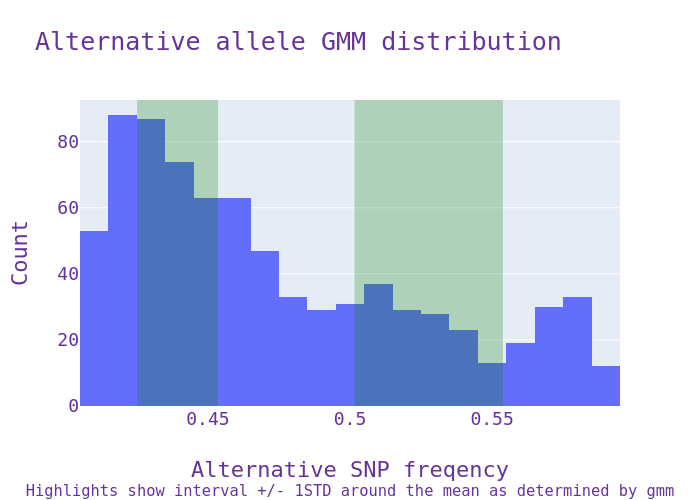 Alternative allele GMM distribution
Count
80
60
40
20
0
0.45 0.5 0.55
Alternative SNP freqency
Highlights show interval +/- 1STD around the mean as determined by gmm